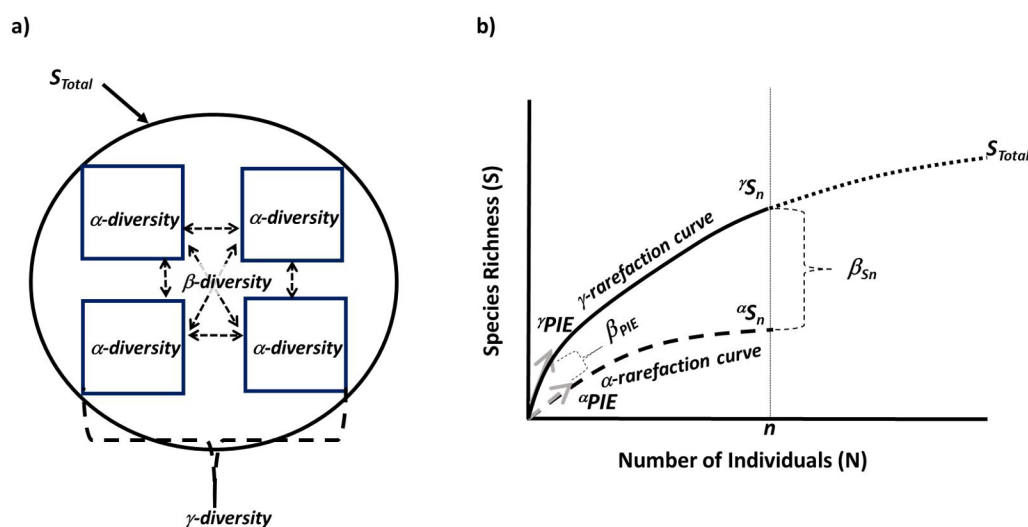 a)
S_Total
α-diversity
α-diversity
β-diversity
α-diversity
α-diversity
γ-diversity
b)
Species Richness (S)
S_Total
γS_n
γ-rarefaction curve
β_Sn
αS_n
γPIE
β_PIE
α-rarefaction curve
αPIE
n
Number of Individuals (N)